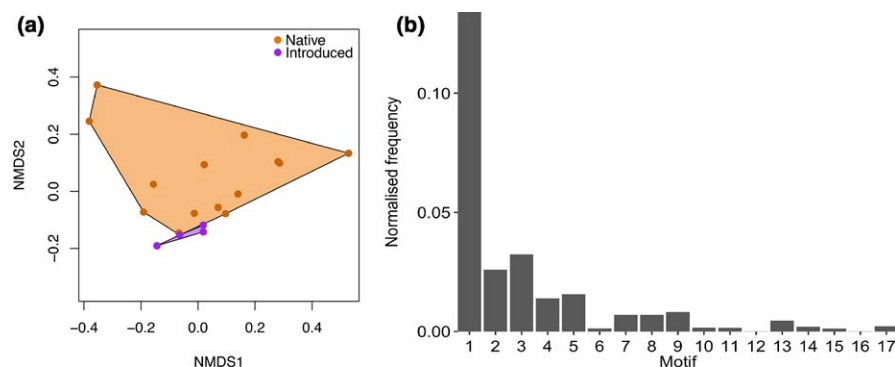 (a)
Native
Introduced
NMDS2
0.4
0.2
0.0
−0.2
−0.4 −0.2 0.0 0.2 0.4
NMDS1
(b)
Normalised frequency
0.10
0.05
0.00
1 2 3 4 5 6 7 8 9 10 11 12 13 14 15 16 17
Motif